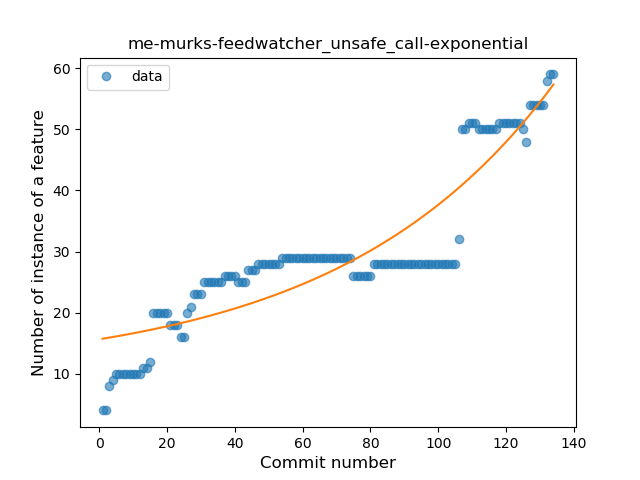 me-murks-feedwatcher_unsafe_call-exponential
data
Number of instance of a feature
60
50
40
30
20
10
0 20 40 60 80 100 120 140
Commit number